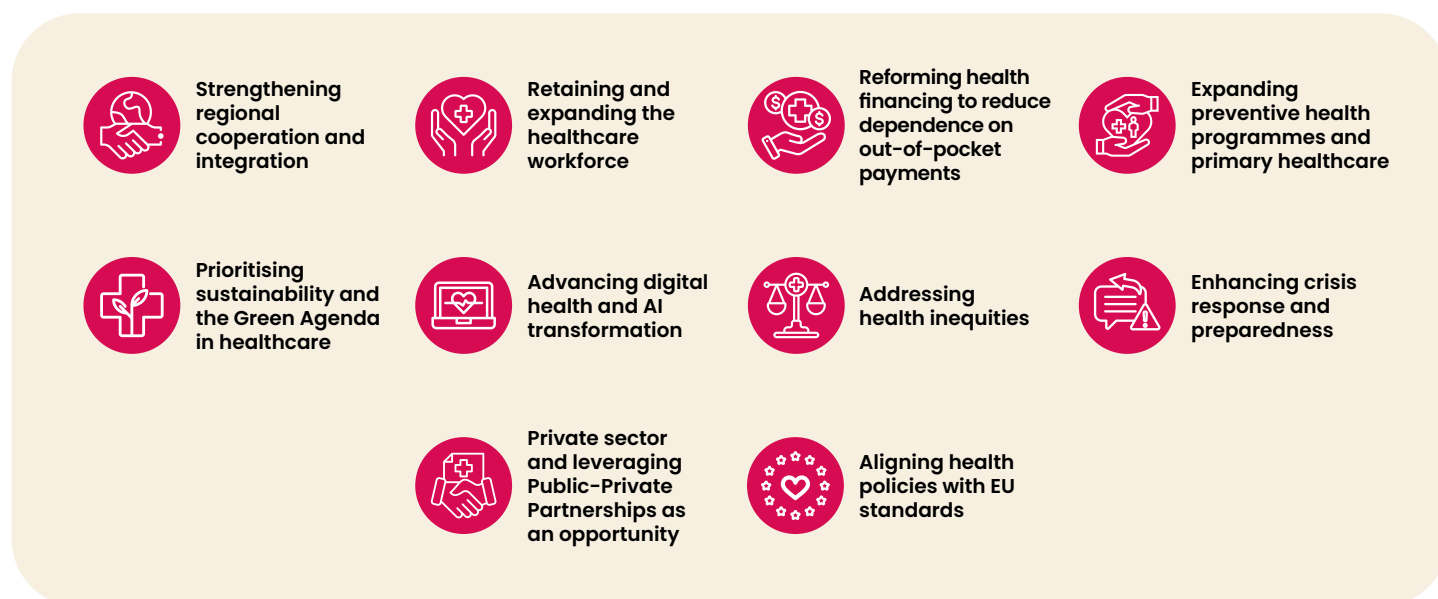 Strengthening
regional
cooperation and
integration
Retaining and
expanding the
healthcare
workforce
Reforming health
financing to reduce
dependence on
out-of-pocket
payments
Expanding
preventive health
programmes and
primary healthcare
Prioritising
sustainability and
the Green Agenda
in healthcare
Advancing digital
health and AI
transformation
Addressing
health inequities
Enhancing crisis
response and
preparedness
Private sector
and leveraging
Public-Private
Partnerships as
an opportunity
Aligning health
policies with EU
standards